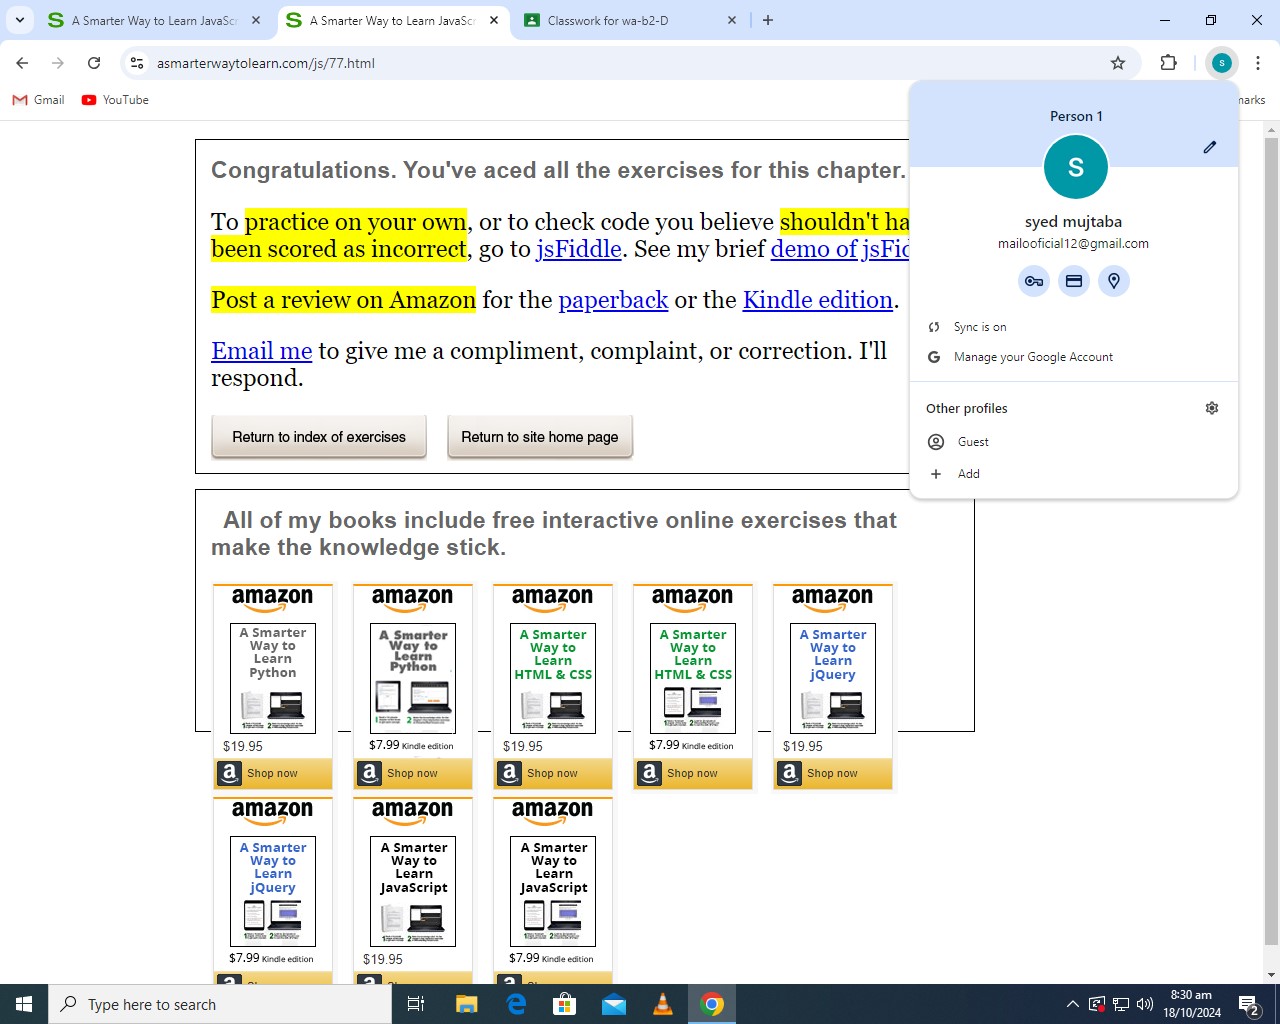 A Smarter Way to Learn JavaSc
A Smarter Way to Learn JavaSc
Classwork for wa-b2-D
asmarterwaytolearn.com/js/77.html
S
Gmail
YouTube
marks
Person 1
S
syed mujtaba
mailooficial12@gmail.com
Sync is on
Manage your Google Account
Other profiles
Guest
Add
Congratulations. You've aced all the exercises for this chapter.
To practice on your own, or to check code you believe shouldn't ha
been scored as incorrect, go to jsFiddle. See my brief demo of jsFid
Post a review on Amazon for the paperback or the Kindle edition.
Email me to give me a compliment, complaint, or correction. I'll
respond.
Return to index of exercises
Return to site home page
All of my books include free interactive online exercises that
make the knowledge stick.
amazon
A Smarter
Way to
Learn
Python
$19.95
Shop now
amazon
A Smarter
Way to
Learn
Python
$7.99 Kindle edition
Shop now
amazon
A Smarter
Way to
Learn
HTML & CSS
$19.95
Shop now
amazon
A Smarter
Way to
Learn
HTML & CSS
$7.99 Kindle edition
Shop now
amazon
A Smarter
Way to
Learn
jQuery
$19.95
Shop now
amazon
A Smarter
Way to
Learn
jQuery
$7.99 Kindle edition
amazon
A Smarter
Way to
Learn
JavaScript
$19.95
amazon
A Smarter
Way to
Learn
JavaScript
$7.99 Kindle edition
Type here to search
8:30 am
18/10/2024
2